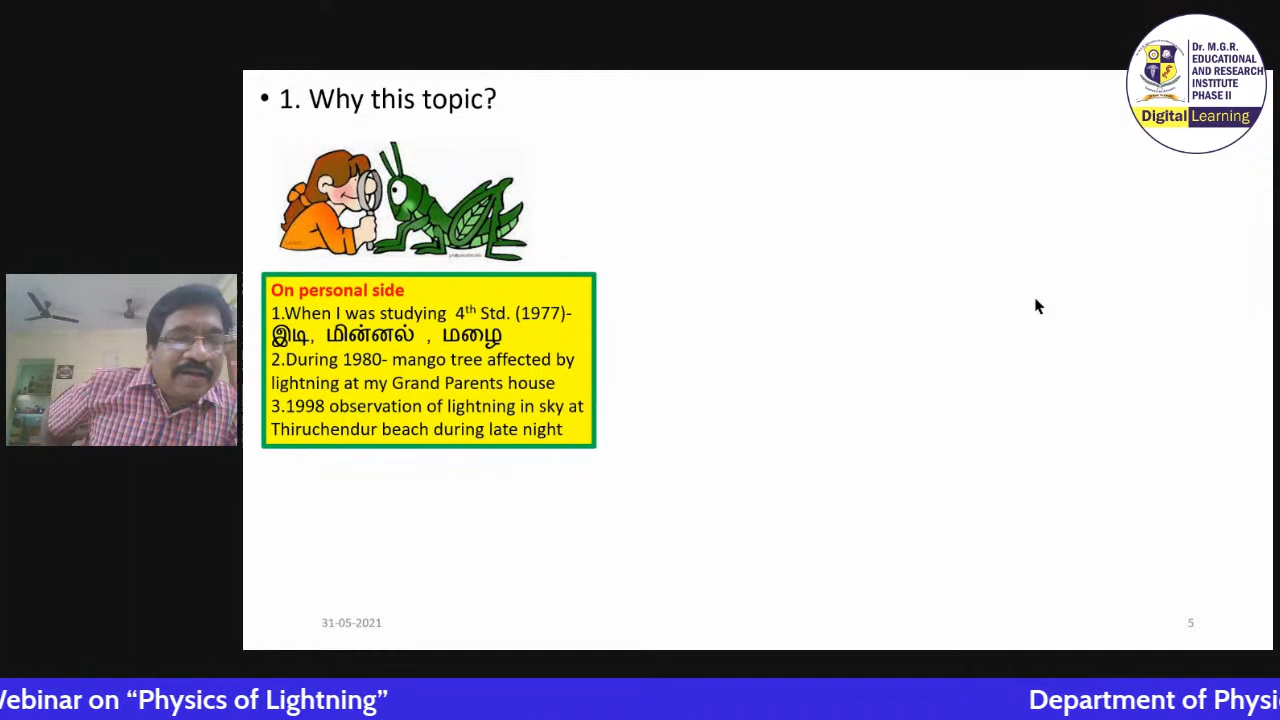 • 1. Why this topic?
Dr. M.G.R.
EDUCATIONAL
AND RESEARCH
INSTITUTE
PHASE II
Digital Learning
On personal side
1.When I was studying 4th Std. (1977)-
இடி, மின்னல் , மழை
2.During 1980- mango tree affected by
lightning at my Grand Parents house
3.1998 observation of lightning in sky at
Thiruchendur beach during late night
31-05-2021
5
Vebinar on “Physics of Lightning”
Department of Physi